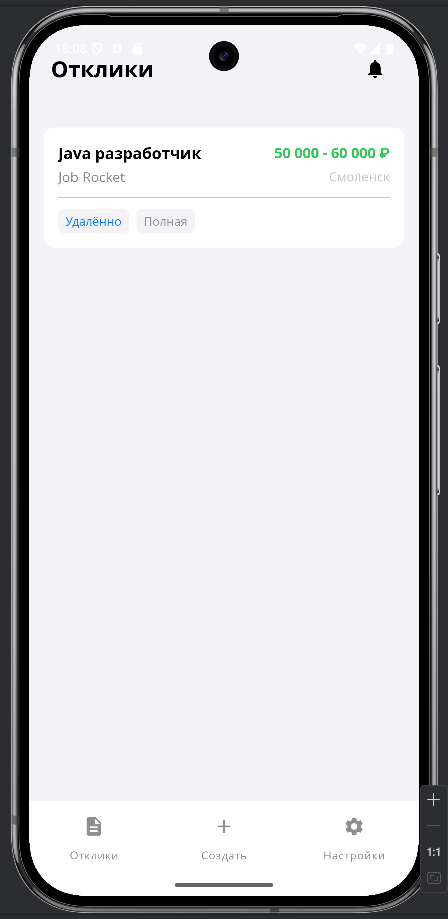 18:08
Отклики
Java разработчик
50 000 - 60 000 ₽
Job Rocket
Смоленск
Удалённо
Полная
Отклики
Создать
Настройки
1:1